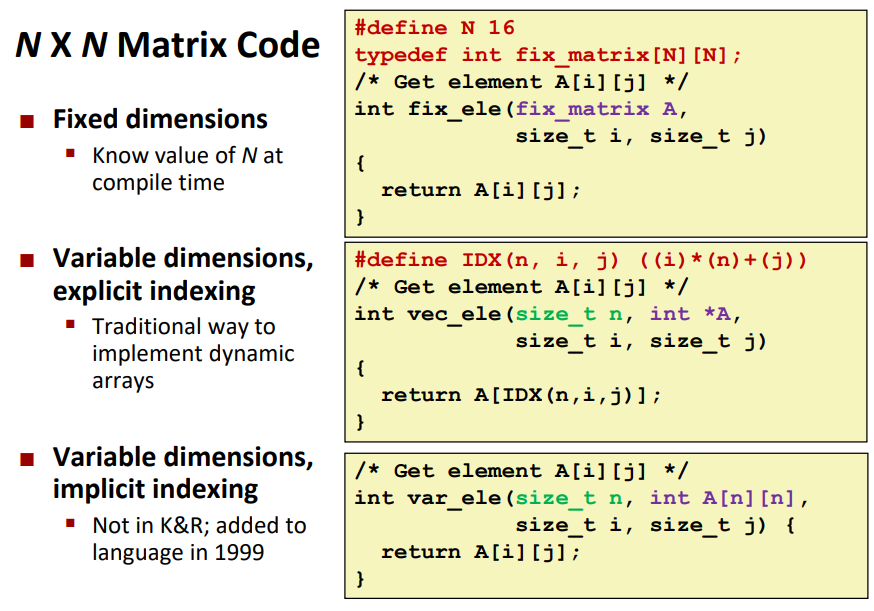 N X N Matrix Code
■ Fixed dimensions
▪ Know value of N at
compile time
■ Variable dimensions,
explicit indexing
▪ Traditional way to
implement dynamic
arrays
■ Variable dimensions,
implicit indexing
▪ Not in K&R; added to
language in 1999
#define N 16
typedef int fix_matrix[N][N];
/* Get element A[i][j] */
int fix_ele(fix_matrix A,
            size_t i, size_t j)
{
  return A[i][j];
}
#define IDX(n, i, j) ((i)*(n)+(j))
/* Get element A[i][j] */
int vec_ele(size_t n, int *A,
            size_t i, size_t j)
{
  return A[IDX(n,i,j)];
}
/* Get element A[i][j] */
int var_ele(size_t n, int A[n][n],
            size_t i, size_t j) {
  return A[i][j];
}